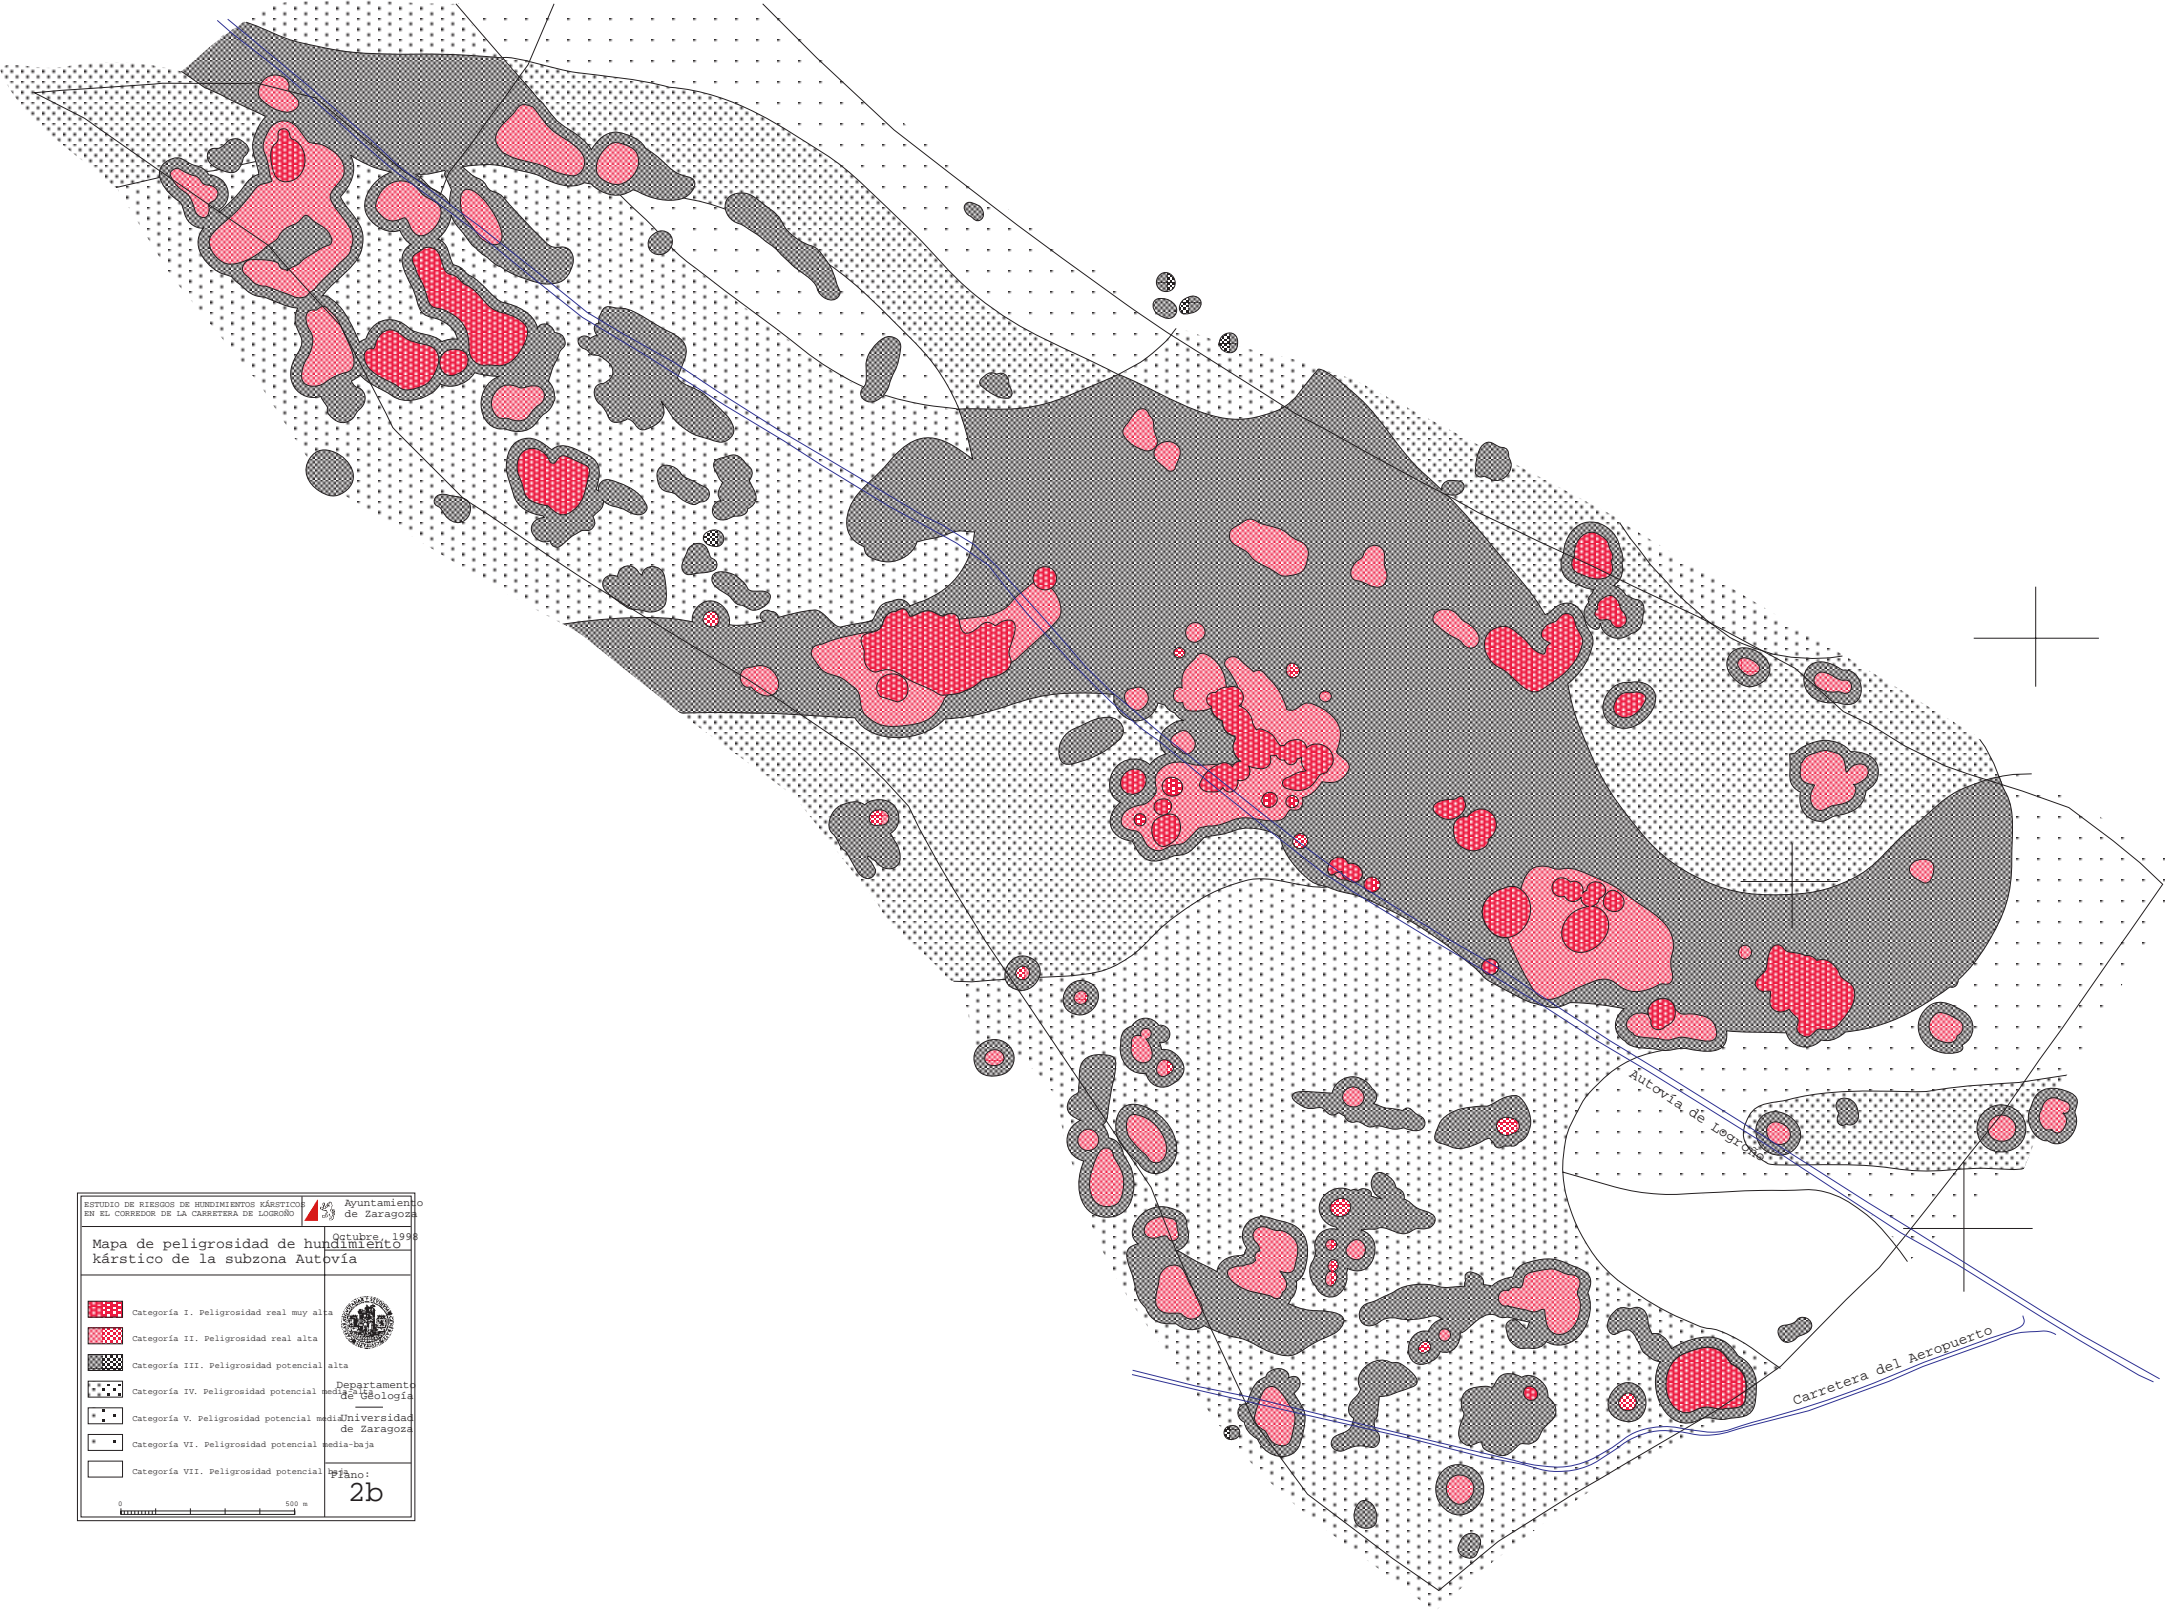 Autovía de Logroño
Carretera del Aeropuerto
ESTUDIO DE RIESGOS DE HUNDIMIENTOS KÁRSTICOS
EN EL CORREDOR DE LA CARRETERA DE LOGROÑO
Ayuntamiento
de Zaragoza
Octubre, 1998
Mapa de peligrosidad de hundimiento
kárstico de la subzona Autovía
Categoría I. Peligrosidad real muy alta
Categoría II. Peligrosidad real alta
Categoría III. Peligrosidad potencial alta
Categoría IV. Peligrosidad potencial media-alta
Categoría V. Peligrosidad potencial media
Categoría VI. Peligrosidad potencial media-baja
Categoría VII. Peligrosidad potencial baja
Departamento
de Geología
Universidad
de Zaragoza
Plano:
2b
0 500 m